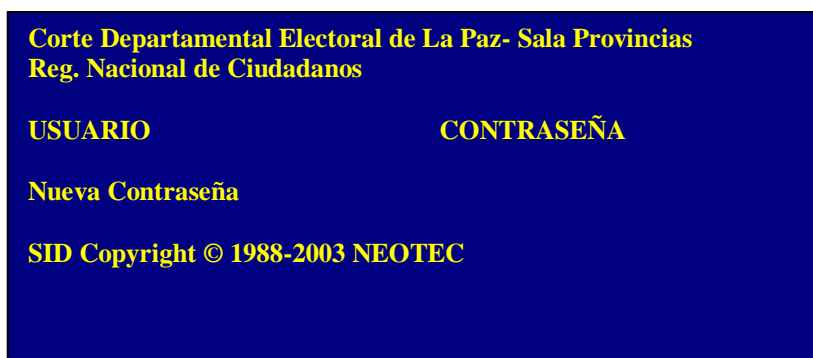 Corte Departamental Electoral de La Paz- Sala Provincias
Reg. Nacional de Ciudadanos
USUARIO CONTRASEÑA
Nueva Contraseña
SID Copyright © 1988-2003 NEOTEC